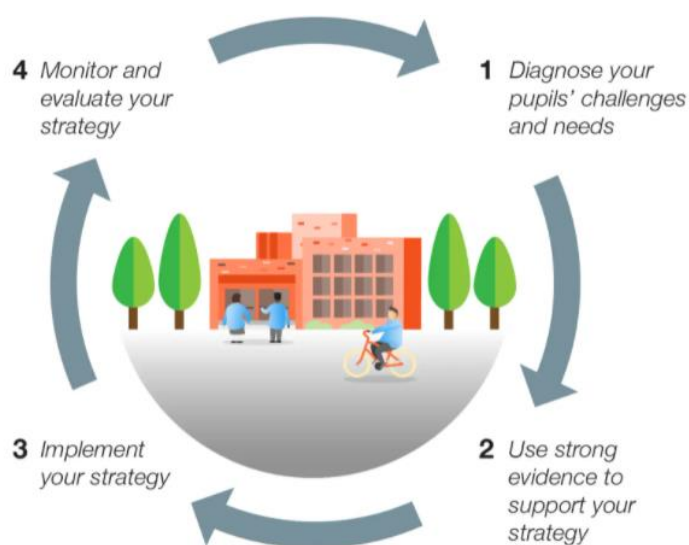 1 Diagnose your
pupils' challenges
and needs
2 Use strong
evidence to
support your
strategy
3 Implement
your strategy
4 Monitor and
evaluate your
strategy